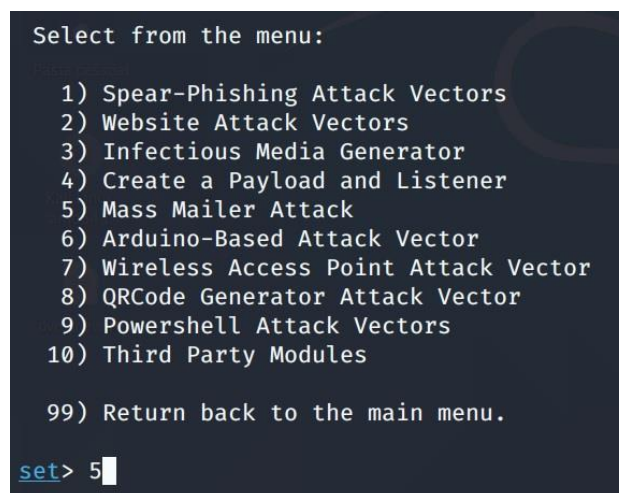 Select from the menu:
1) Spear-Phishing Attack Vectors
2) Website Attack Vectors
3) Infectious Media Generator
4) Create a Payload and Listener
5) Mass Mailer Attack
6) Arduino-Based Attack Vector
7) Wireless Access Point Attack Vector
8) QRCode Generator Attack Vector
9) Powershell Attack Vectors
10) Third Party Modules
99) Return back to the main menu.
set> 5